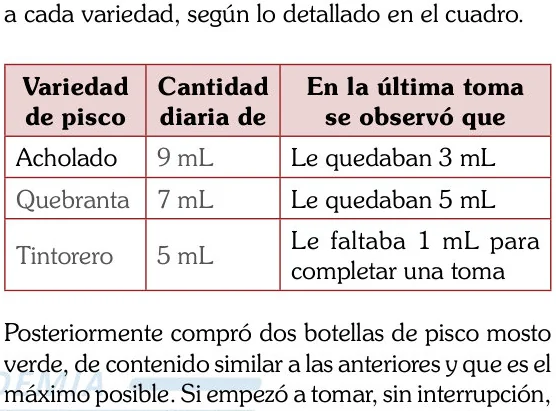 a cada variedad, según lo detallado en el cuadro.
Variedad de pisco
Cantidad diaria de
En la última toma se observó que
Acholado 9 mL Le quedaban 3 mL
Quebranta 7 mL Le quedaban 5 mL
Tintorero 5 mL Le faltaba 1 mL para
completar una toma
Posteriormente compró dos botellas de pisco mosto
verde, de contenido similar a las anteriores y que es el
máximo posible. Si empezó a tomar, sin interrupción,